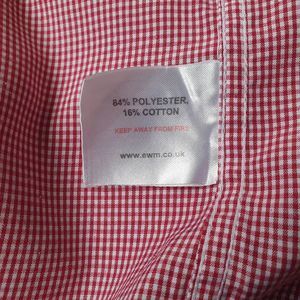 84% POLYESTER,
16% COTTON
KEEP AWAY FROM FIRE
www.ewm.co.uk